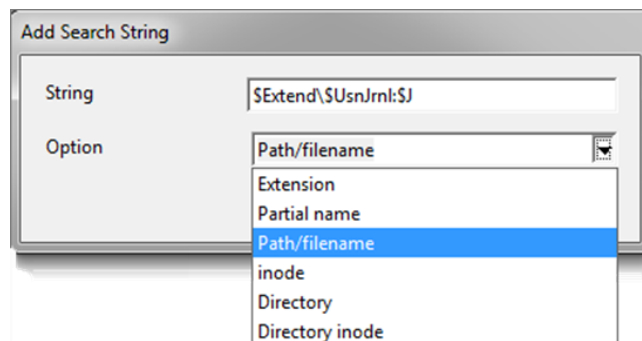 Add Search String
String
$Extend\$UsnJrnl:$J
Option
Path/filename
Extension
Partial name
Path/filename
inode
Directory
Directory inode